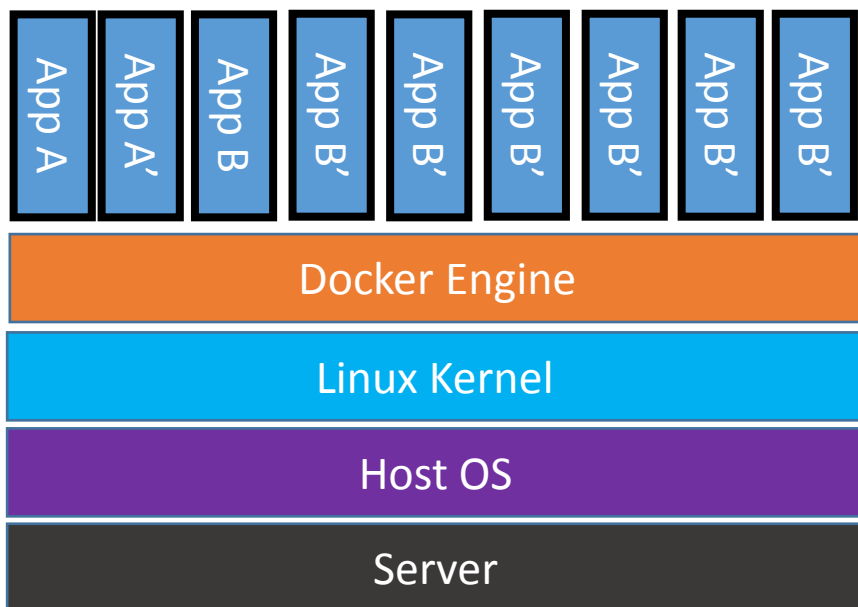 App A
App A’
App B
App B’
App B’
App B’
App B’
App B’
App B’
Docker Engine
Linux Kernel
Host OS
Server